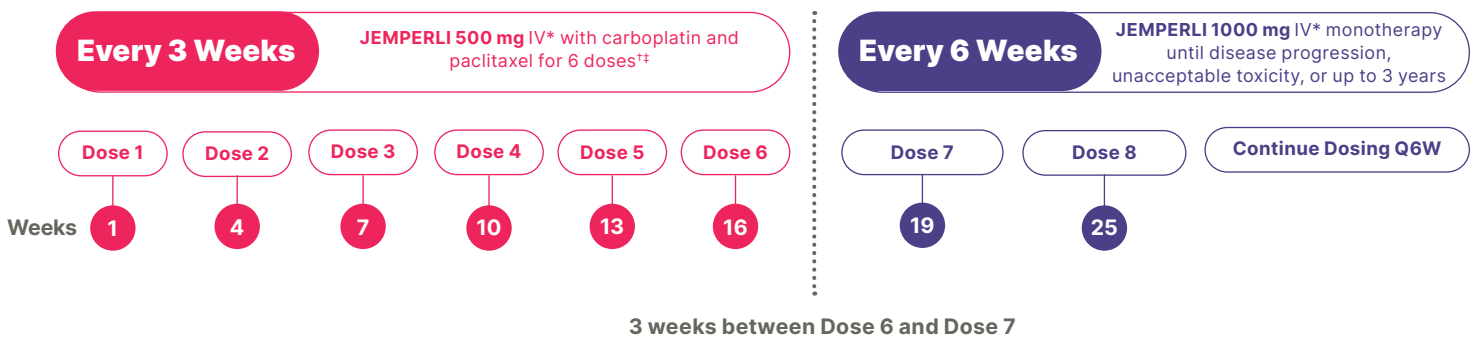 Every 3 Weeks
JEMPERLI 500 mg IV* with carboplatin and
paclitaxel for 6 doses†‡
Every 6 Weeks
JEMPERLI 1000 mg IV* monotherapy
until disease progression,
unacceptable toxicity, or up to 3 years
Dose 1 Dose 2 Dose 3 Dose 4 Dose 5 Dose 6 Dose 7 Dose 8 Continue Dosing Q6W
Weeks 1 4 7 10 13 16 19 25
3 weeks between Dose 6 and Dose 7